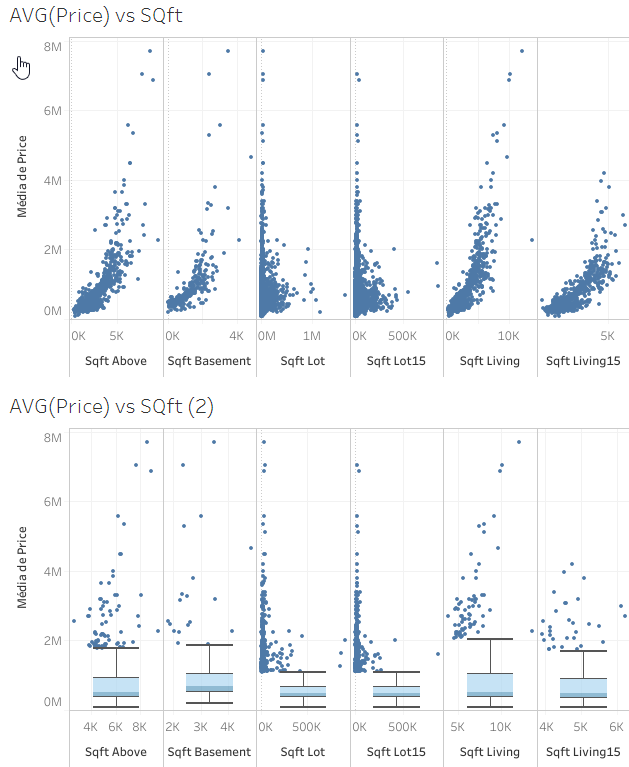 AVG(Price) vs SQft
8M
6M
4M
2M
0M
Média de Price
0K 5K 0K 4K 0M 1M 0K 500K 0K 10K 5K
Sqft Above Sqft Basement Sqft Lot Sqft Lot15 Sqft Living Sqft Living15
AVG(Price) vs SQft (2)
8M
6M
4M
2M
0M
Média de Price
4K 6K 8K 2K 3K 4K 0K 500K 0K 500K 5K 10K 4K 5K 6K
Sqft Above Sqft Basement Sqft Lot Sqft Lot15 Sqft Living Sqft Living15